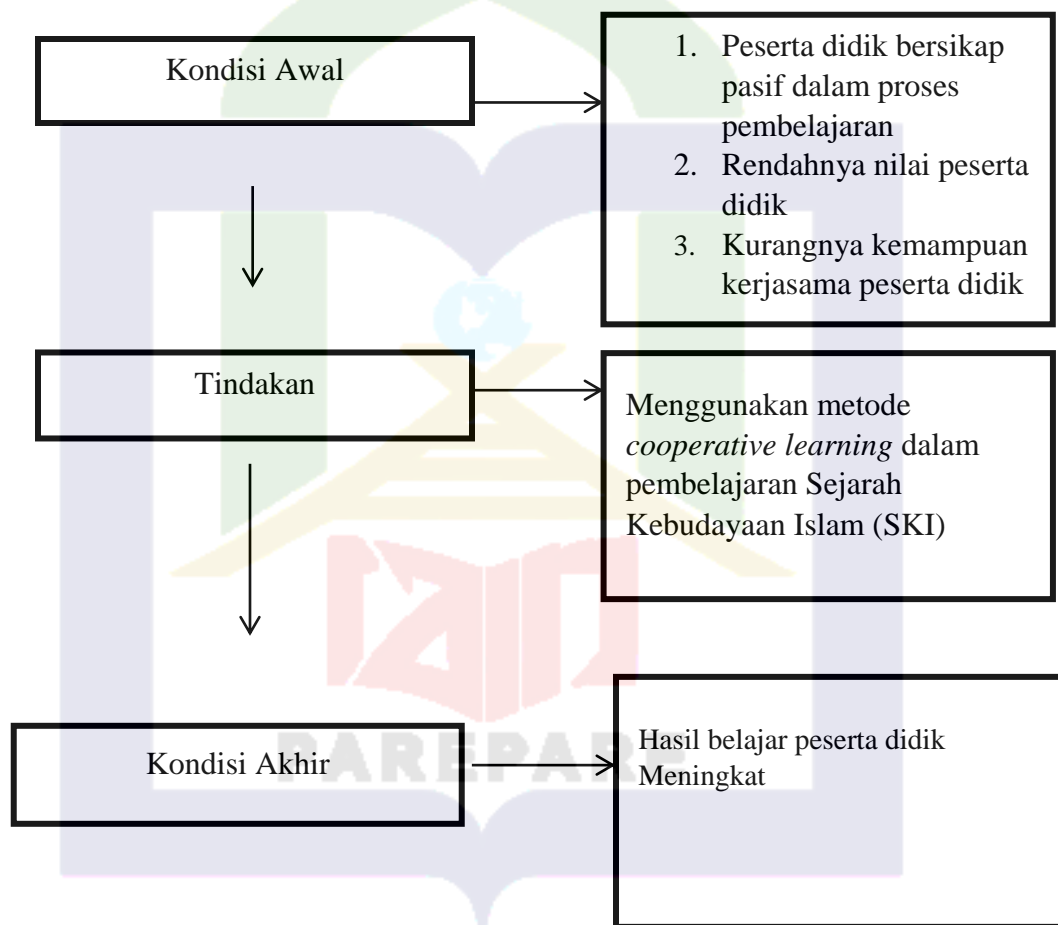 Kondisi Awal
1. Peserta didik bersikap
pasif dalam proses
pembelajaran
2. Rendahnya nilai peserta
didik
3. Kurangnya kemampuan
kerjasama peserta didik
Tindakan
Menggunakan metode
cooperative learning dalam
pembelajaran Sejarah
Kebudayaan Islam (SKI)
Kondisi Akhir
Hasil belajar peserta didik
Meningkat
PAREPARE